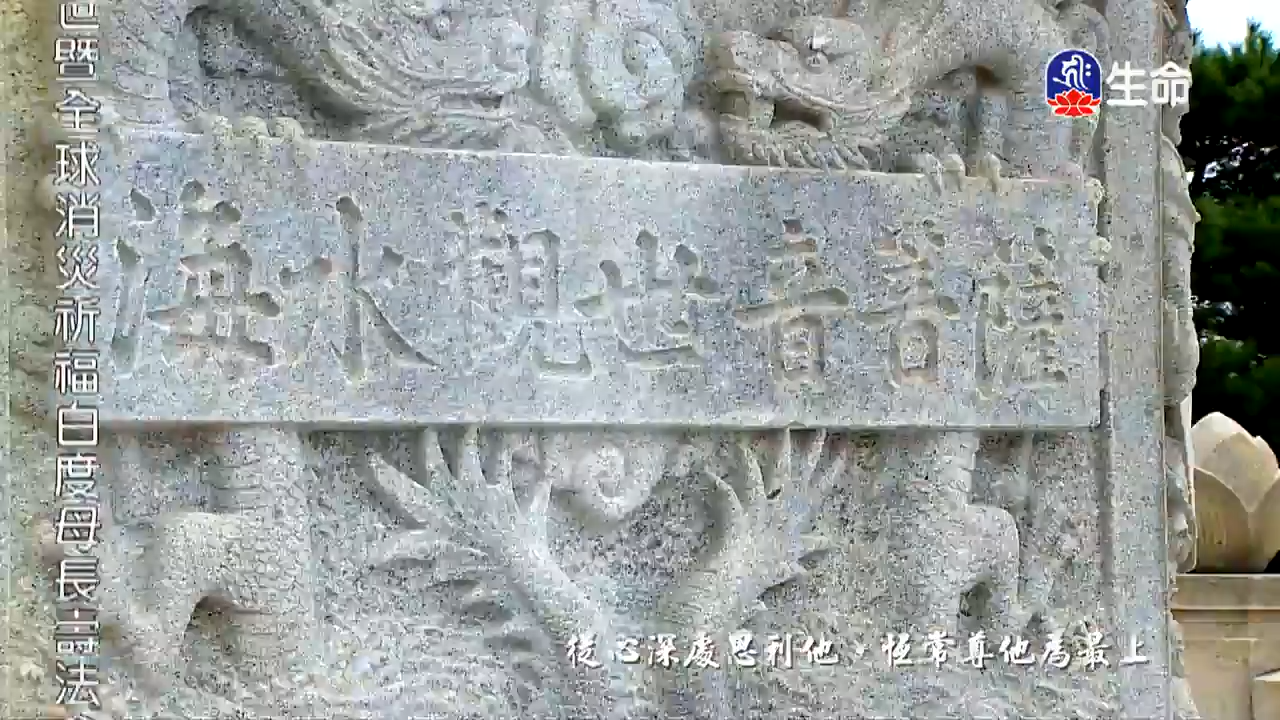 暨全球消災祈福白度母長壽法
生命
海水觀世音菩薩
從心深處思利他,恆常尊他為最上